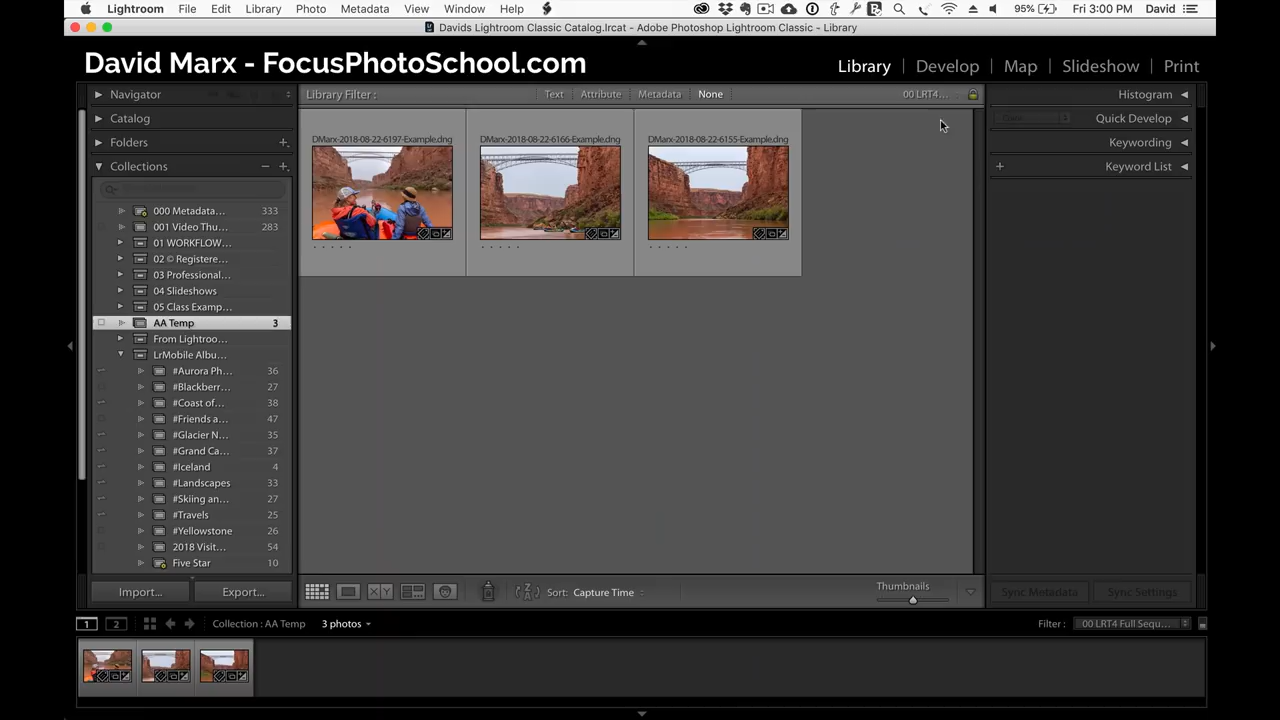 Lightroom File Edit Library Photo Metadata View Window Help 95% Fri 3:00 PM David
Davids Lightroom Classic Catalog.lrcat - Adobe Photoshop Lightroom Classic - Library
David Marx - FocusPhotoSchool.com
Library | Develop | Map | Slideshow | Print
Navigator
Catalog
Folders
Collections
000 Metadata... 333
001 Video Thu... 283
01 WORKFLOW...
02 © Registere...
03 Professional...
04 Slideshows
05 Class Examp...
AA Temp 3
From Lightroo...
LrMobile Albu...
#Aurora Ph... 36
#Blackberr... 27
#Coast of... 38
#Friends a... 47
#Glacier N... 35
#Grand Ca... 37
#Iceland 4
#Landscapes 33
#Skiing an... 27
#Travels 25
#Yellowstone 26
2018 Visit... 54
Five Star 10
Import... Export...
Library Filter : Text Attribute Metadata None 00 LRT4...
DMarx-2018-08-22-6197-Example.dng DMarx-2018-08-22-6166-Example.dng DMarx-2018-08-22-6155-Example.dng
Sort: Capture Time Thumbnails
Histogram
Quick Develop
Keywording
Keyword List
Sync Metadata Sync Settings
1 2 Collection : AA Temp 3 photos Filter : 00 LRT4 Full Sequ...